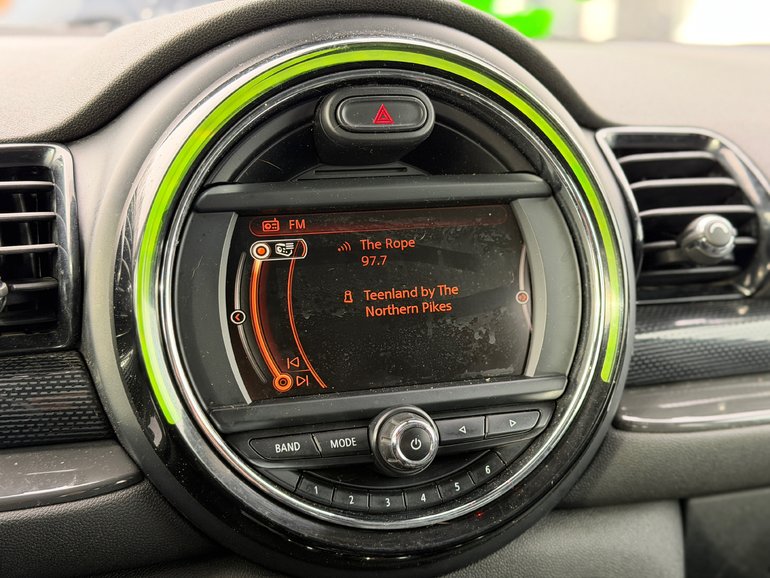 FM
The Rope
97.7
Teenland by The
Northern Pikes
BAND
MODE
1 2 3 4 5 6